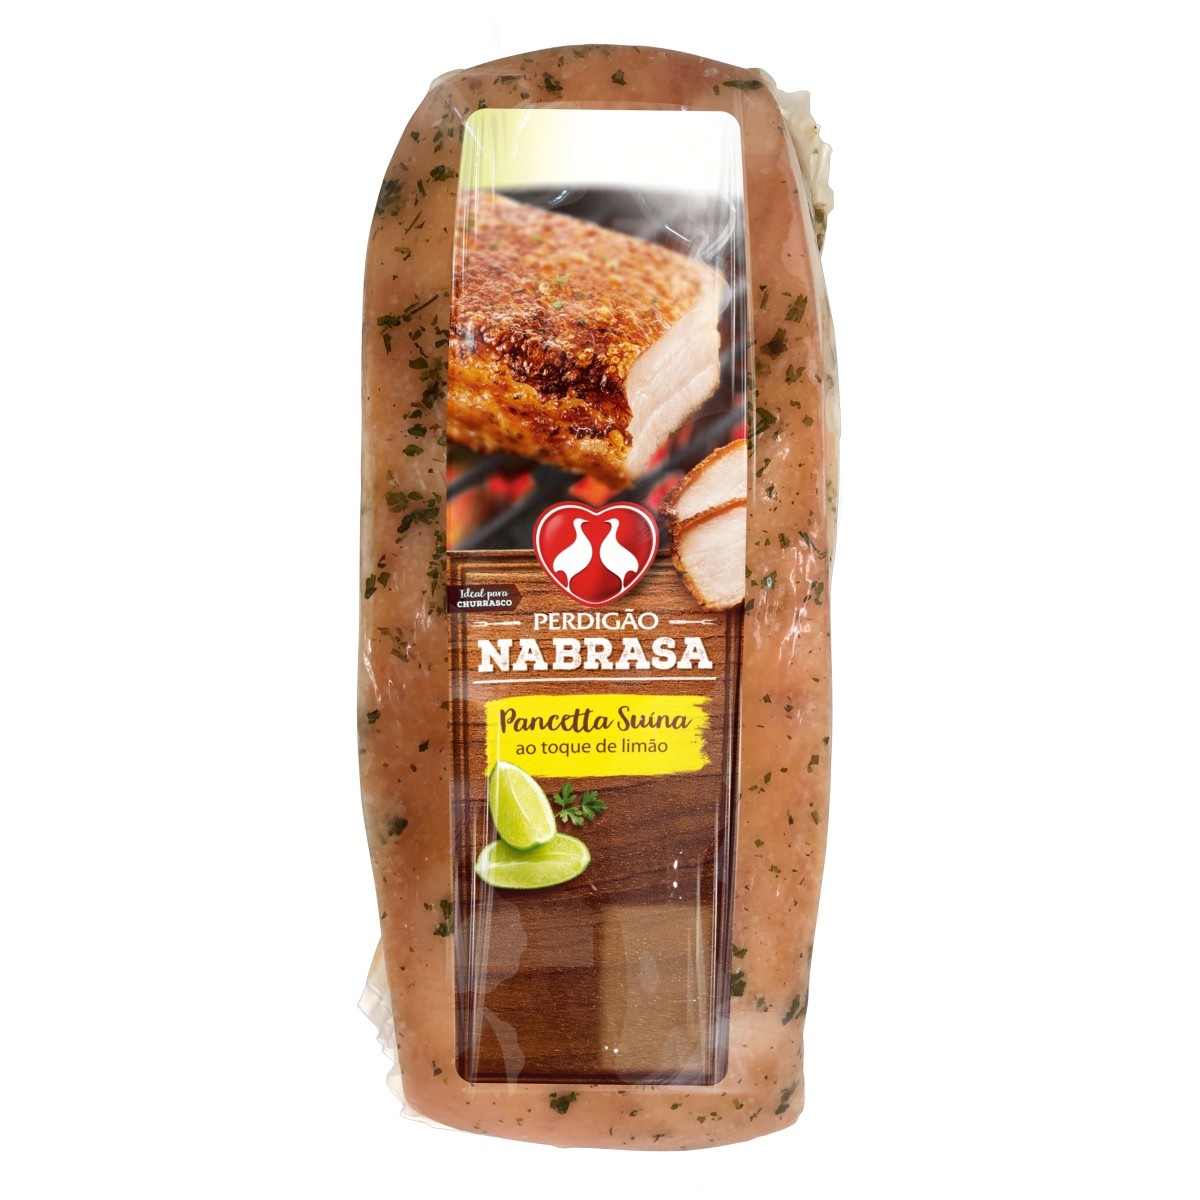 Ideal para
CHURRASCO
PERDIGÃO
NABRASA
Pancetta Suína
ao toque de limão